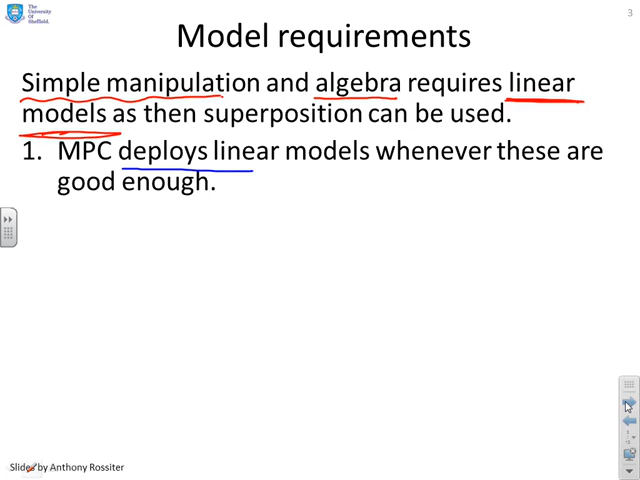 The
University
Of
Sheffield.
3
Model requirements
Simple manipulation and algebra requires linear
models as then superposition can be used.
1. MPC deploys linear models whenever these are
good enough.
Slides by Anthony Rossiter